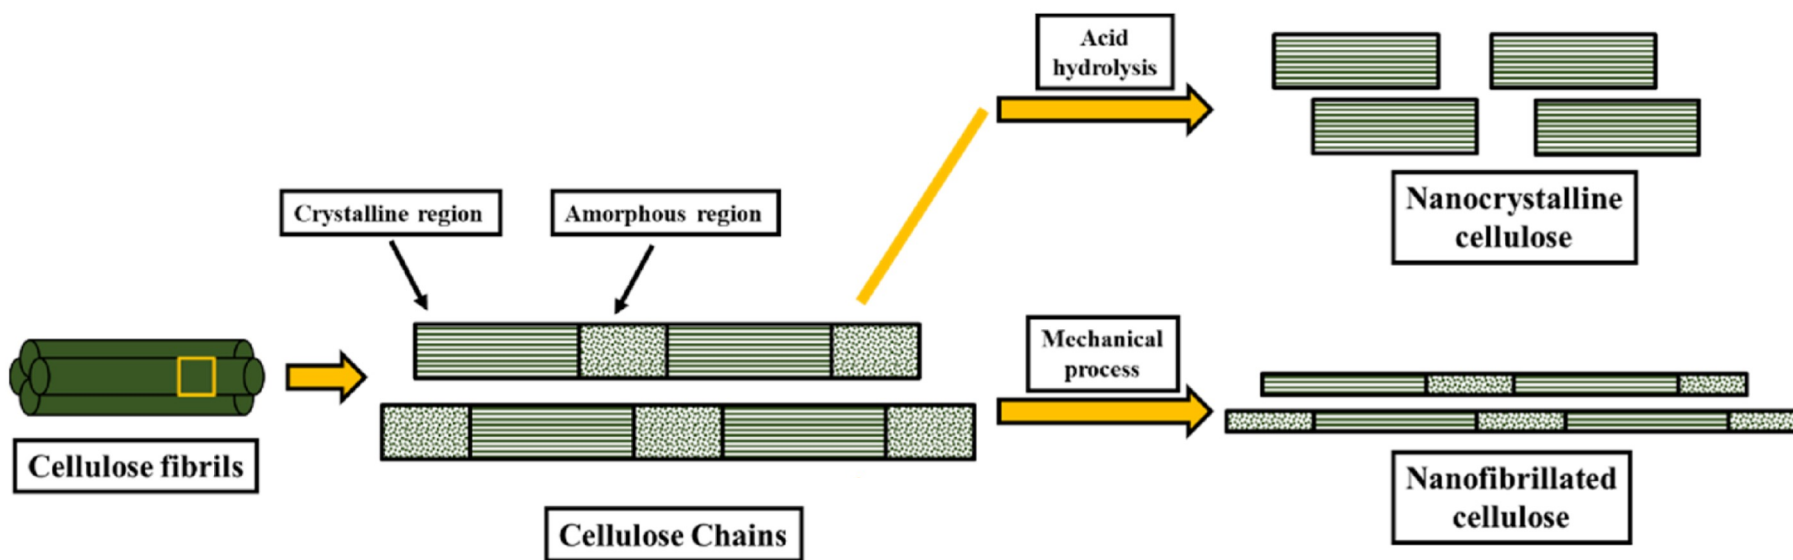 Acid
hydrolysis
Nanocrystalline
cellulose
Crystalline region
Amorphous region
Mechanical
process
Cellulose fibrils
Cellulose Chains
Nanofibrillated
cellulose